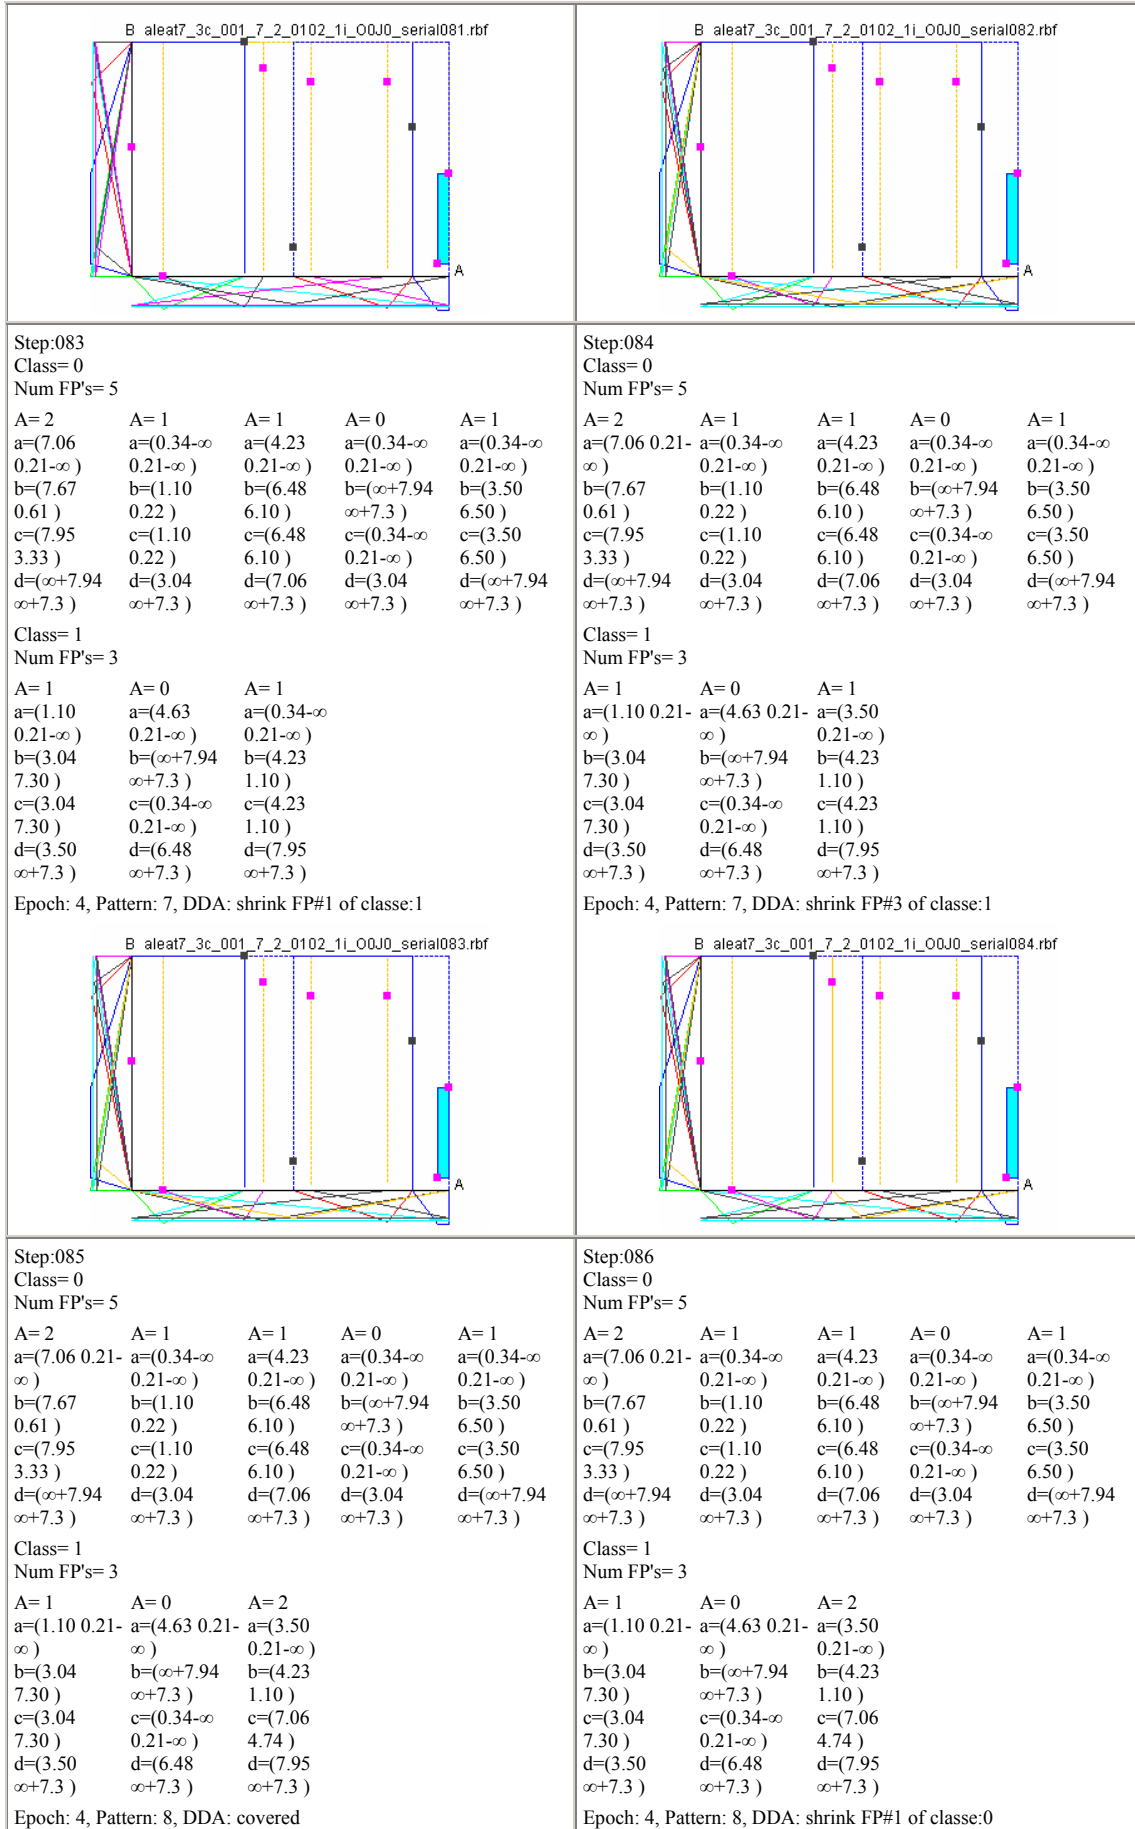 B aleat7_3c_001_7_2_0102_1i_O0J0_serial081.rbf
A
B aleat7_3c_001_7_2_0102_1i_O0J0_serial082.rbf
A
Step:083
Class= 0
Num FP's= 5
A= 2 A= 1 A= 1 A= 0 A= 1
a=(7.06 a=(0.34-∞ a=(4.23 a=(0.34-∞ a=(0.34-∞
0.21-∞ ) 0.21-∞ ) 0.21-∞ ) 0.21-∞ ) 0.21-∞ )
b=(7.67 b=(1.10 b=(6.48 b=(∞+7.94 b=(3.50
0.61 ) 0.22 ) 6.10 ) ∞+7.3 ) 6.50 )
c=(7.95 c=(1.10 c=(6.48 c=(0.34-∞ c=(3.50
3.33 ) 0.22 ) 6.10 ) 0.21-∞ ) 6.50 )
d=(∞+7.94 d=(3.04 d=(7.06 d=(3.04 d=(∞+7.94
∞+7.3 ) ∞+7.3 ) ∞+7.3 ) ∞+7.3 ) ∞+7.3 )
Class= 1
Num FP's= 3
A= 1 A= 0 A= 1
a=(1.10 a=(4.63 a=(0.34-∞
0.21-∞ ) 0.21-∞ ) 0.21-∞ )
b=(3.04 b=(∞+7.94 b=(4.23
7.30 ) ∞+7.3 ) 1.10 )
c=(3.04 c=(0.34-∞ c=(4.23
7.30 ) 0.21-∞ ) 1.10 )
d=(3.50 d=(6.48 d=(7.95
∞+7.3 ) ∞+7.3 ) ∞+7.3 )
Epoch: 4, Pattern: 7, DDA: shrink FP#1 of classe:1
B aleat7_3c_001_7_2_0102_1i_O0J0_serial083.rbf
A
Step:084
Class= 0
Num FP's= 5
A= 2 A= 1 A= 1 A= 0 A= 1
a=(7.06 0.21- a=(0.34-∞ a=(4.23 a=(0.34-∞ a=(0.34-∞
∞ ) 0.21-∞ ) 0.21-∞ ) 0.21-∞ ) 0.21-∞ )
b=(7.67 b=(1.10 b=(6.48 b=(∞+7.94 b=(3.50
0.61 ) 0.22 ) 6.10 ) ∞+7.3 ) 6.50 )
c=(7.95 c=(1.10 c=(6.48 c=(0.34-∞ c=(3.50
3.33 ) 0.22 ) 6.10 ) 0.21-∞ ) 6.50 )
d=(∞+7.94 d=(3.04 d=(7.06 d=(3.04 d=(∞+7.94
∞+7.3 ) ∞+7.3 ) ∞+7.3 ) ∞+7.3 ) ∞+7.3 )
Class= 1
Num FP's= 3
A= 1 A= 0 A= 1
a=(1.10 0.21- a=(4.63 0.21- a=(3.50
∞ ) ∞ ) 0.21-∞ )
b=(3.04 b=(∞+7.94 b=(4.23
7.30 ) ∞+7.3 ) 1.10 )
c=(3.04 c=(0.34-∞ c=(4.23
7.30 ) 0.21-∞ ) 1.10 )
d=(3.50 d=(6.48 d=(7.95
∞+7.3 ) ∞+7.3 ) ∞+7.3 )
Epoch: 4, Pattern: 7, DDA: shrink FP#3 of classe:1
B aleat7_3c_001_7_2_0102_1i_O0J0_serial084.rbf
A
Step:085
Class= 0
Num FP's= 5
A= 2 A= 1 A= 1 A= 0 A= 1
a=(7.06 0.21- a=(0.34-∞ a=(4.23 a=(0.34-∞ a=(0.34-∞
∞ ) 0.21-∞ ) 0.21-∞ ) 0.21-∞ ) 0.21-∞ )
b=(7.67 b=(1.10 b=(6.48 b=(∞+7.94 b=(3.50
0.61 ) 0.22 ) 6.10 ) ∞+7.3 ) 6.50 )
c=(7.95 c=(1.10 c=(6.48 c=(0.34-∞ c=(3.50
3.33 ) 0.22 ) 6.10 ) 0.21-∞ ) 6.50 )
d=(∞+7.94 d=(3.04 d=(7.06 d=(3.04 d=(∞+7.94
∞+7.3 ) ∞+7.3 ) ∞+7.3 ) ∞+7.3 ) ∞+7.3 )
Class= 1
Num FP's= 3
A= 1 A= 0 A= 2
a=(1.10 0.21- a=(4.63 0.21- a=(3.50
∞ ) ∞ ) 0.21-∞ )
b=(3.04 b=(∞+7.94 b=(4.23
7.30 ) ∞+7.3 ) 1.10 )
c=(3.04 c=(0.34-∞ c=(7.06
7.30 ) 0.21-∞ ) 4.74 )
d=(3.50 d=(6.48 d=(7.95
∞+7.3 ) ∞+7.3 ) ∞+7.3 )
Epoch: 4, Pattern: 8, DDA: covered
Step:086
Class= 0
Num FP's= 5
A= 2 A= 1 A= 1 A= 0 A= 1
a=(7.06 0.21- a=(0.34-∞ a=(4.23 a=(0.34-∞ a=(0.34-∞
∞ ) 0.21-∞ ) 0.21-∞ ) 0.21-∞ ) 0.21-∞ )
b=(7.67 b=(1.10 b=(6.48 b=(∞+7.94 b=(3.50
0.61 ) 0.22 ) 6.10 ) ∞+7.3 ) 6.50 )
c=(7.95 c=(1.10 c=(6.48 c=(0.34-∞ c=(3.50
3.33 ) 0.22 ) 6.10 ) 0.21-∞ ) 6.50 )
d=(∞+7.94 d=(3.04 d=(7.06 d=(3.04 d=(∞+7.94
∞+7.3 ) ∞+7.3 ) ∞+7.3 ) ∞+7.3 ) ∞+7.3 )
Class= 1
Num FP's= 3
A= 1 A= 0 A= 2
a=(1.10 0.21- a=(4.63 0.21- a=(3.50
∞ ) ∞ ) 0.21-∞ )
b=(3.04 b=(∞+7.94 b=(4.23
7.30 ) ∞+7.3 ) 1.10 )
c=(3.04 c=(0.34-∞ c=(7.06
7.30 ) 0.21-∞ ) 4.74 )
d=(3.50 d=(6.48 d=(7.95
∞+7.3 ) ∞+7.3 ) ∞+7.3 )
Epoch: 4, Pattern: 8, DDA: shrink FP#1 of classe:0